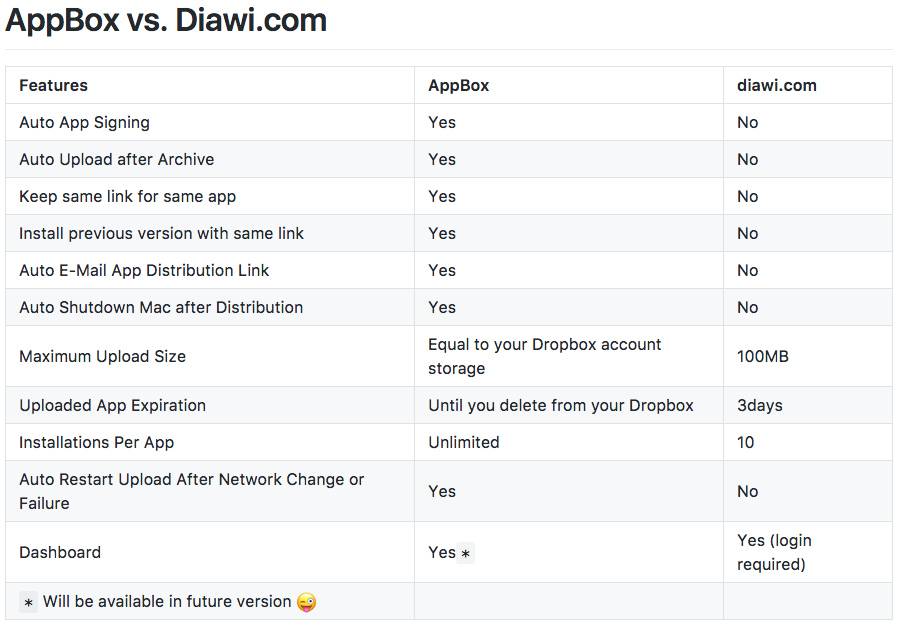 AppBox vs. Diawi.com
Features AppBox diawi.com
Auto App Signing Yes No
Auto Upload after Archive Yes No
Keep same link for same app Yes No
Install previous version with same link Yes No
Auto E-Mail App Distribution Link Yes No
Auto Shutdown Mac after Distribution Yes No
Maximum Upload Size Equal to your Dropbox account storage 100MB
Uploaded App Expiration Until you delete from your Dropbox 3days
Installations Per App Unlimited 10
Auto Restart Upload After Network Change or Failure Yes No
Dashboard Yes * Yes (login required)
* Will be available in future version 😜